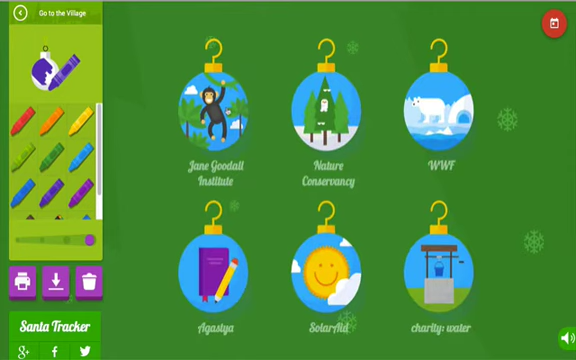 Go to the Village
Jane Goodall
Institute
Nature
Conservancy
WWF
Agastya
SolarAid
charity: water
Santa Tracker
g+
f